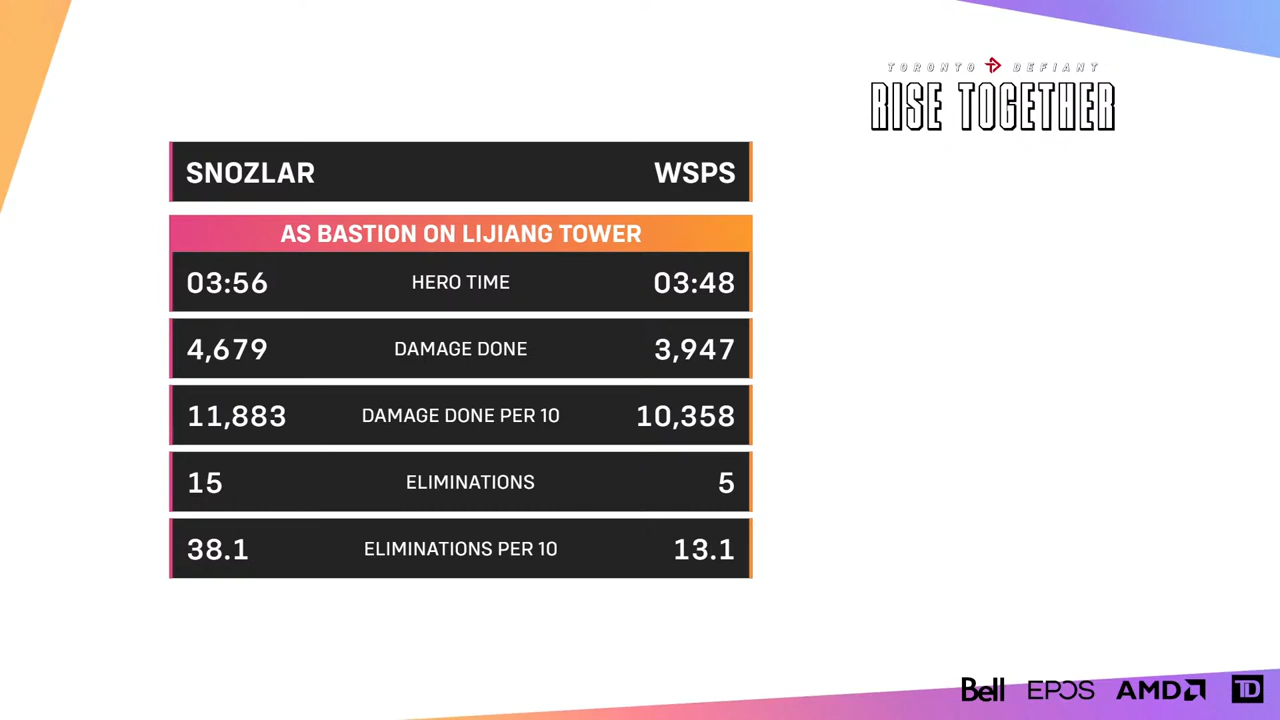 TORONTO DEFIANT
RISE TOGETHER
SNOZLAR WSPS
AS BASTION ON LIJIANG TOWER
03:56 HERO TIME 03:48
4,679 DAMAGE DONE 3,947
11,883 DAMAGE DONE PER 10 10,358
15 ELIMINATIONS 5
38.1 ELIMINATIONS PER 10 13.1
Bell EPOS AMD TD